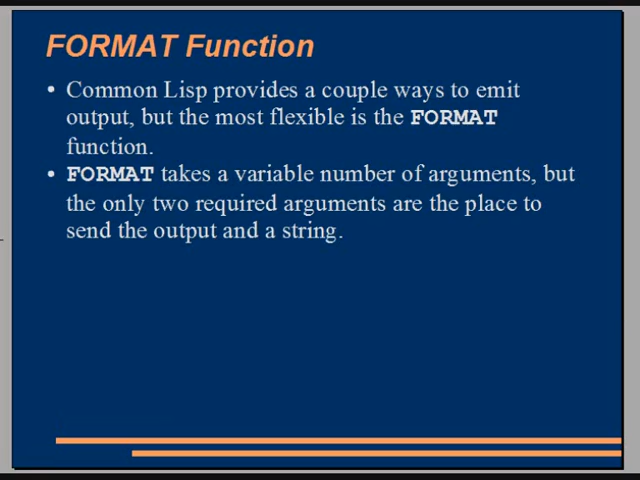 FORMAT Function
• Common Lisp provides a couple ways to emit
output, but the most flexible is the FORMAT
function.
• FORMAT takes a variable number of arguments, but
the only two required arguments are the place to
send the output and a string.